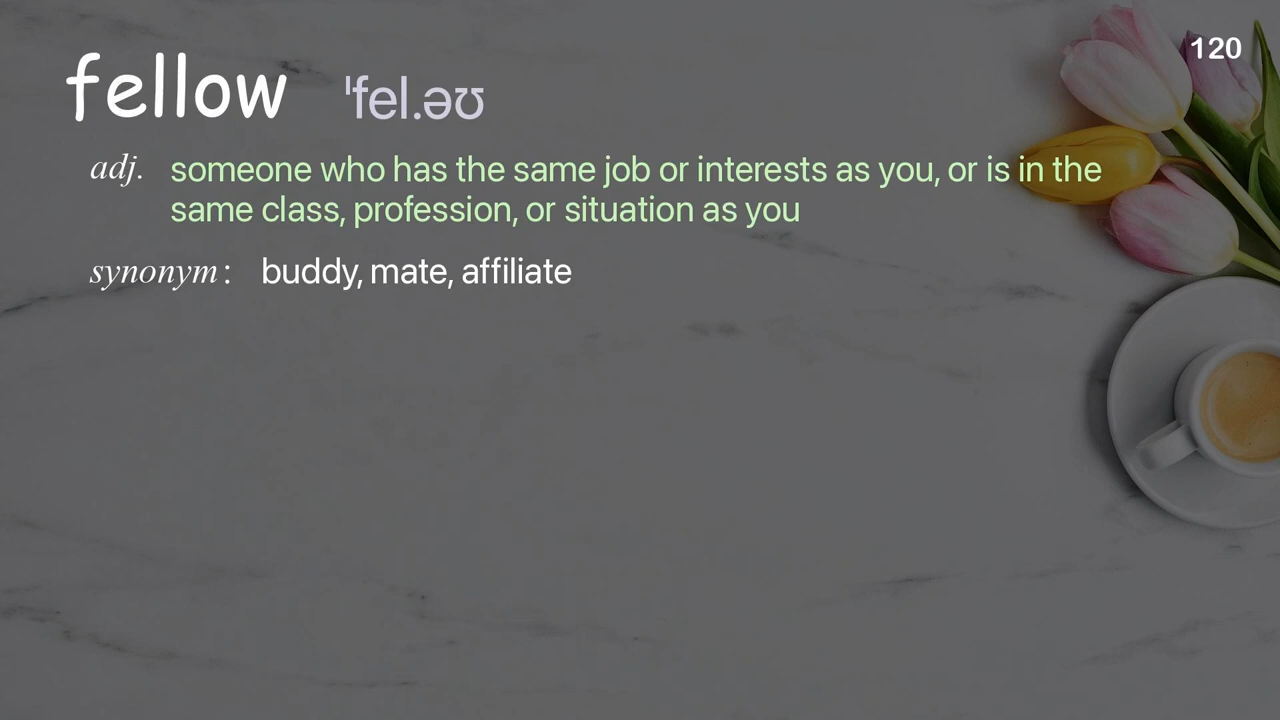 120
fellow ˈfel.əʊ
adj. someone who has the same job or interests as you, or is in the
same class, profession, or situation as you
synonym : buddy, mate, affiliate